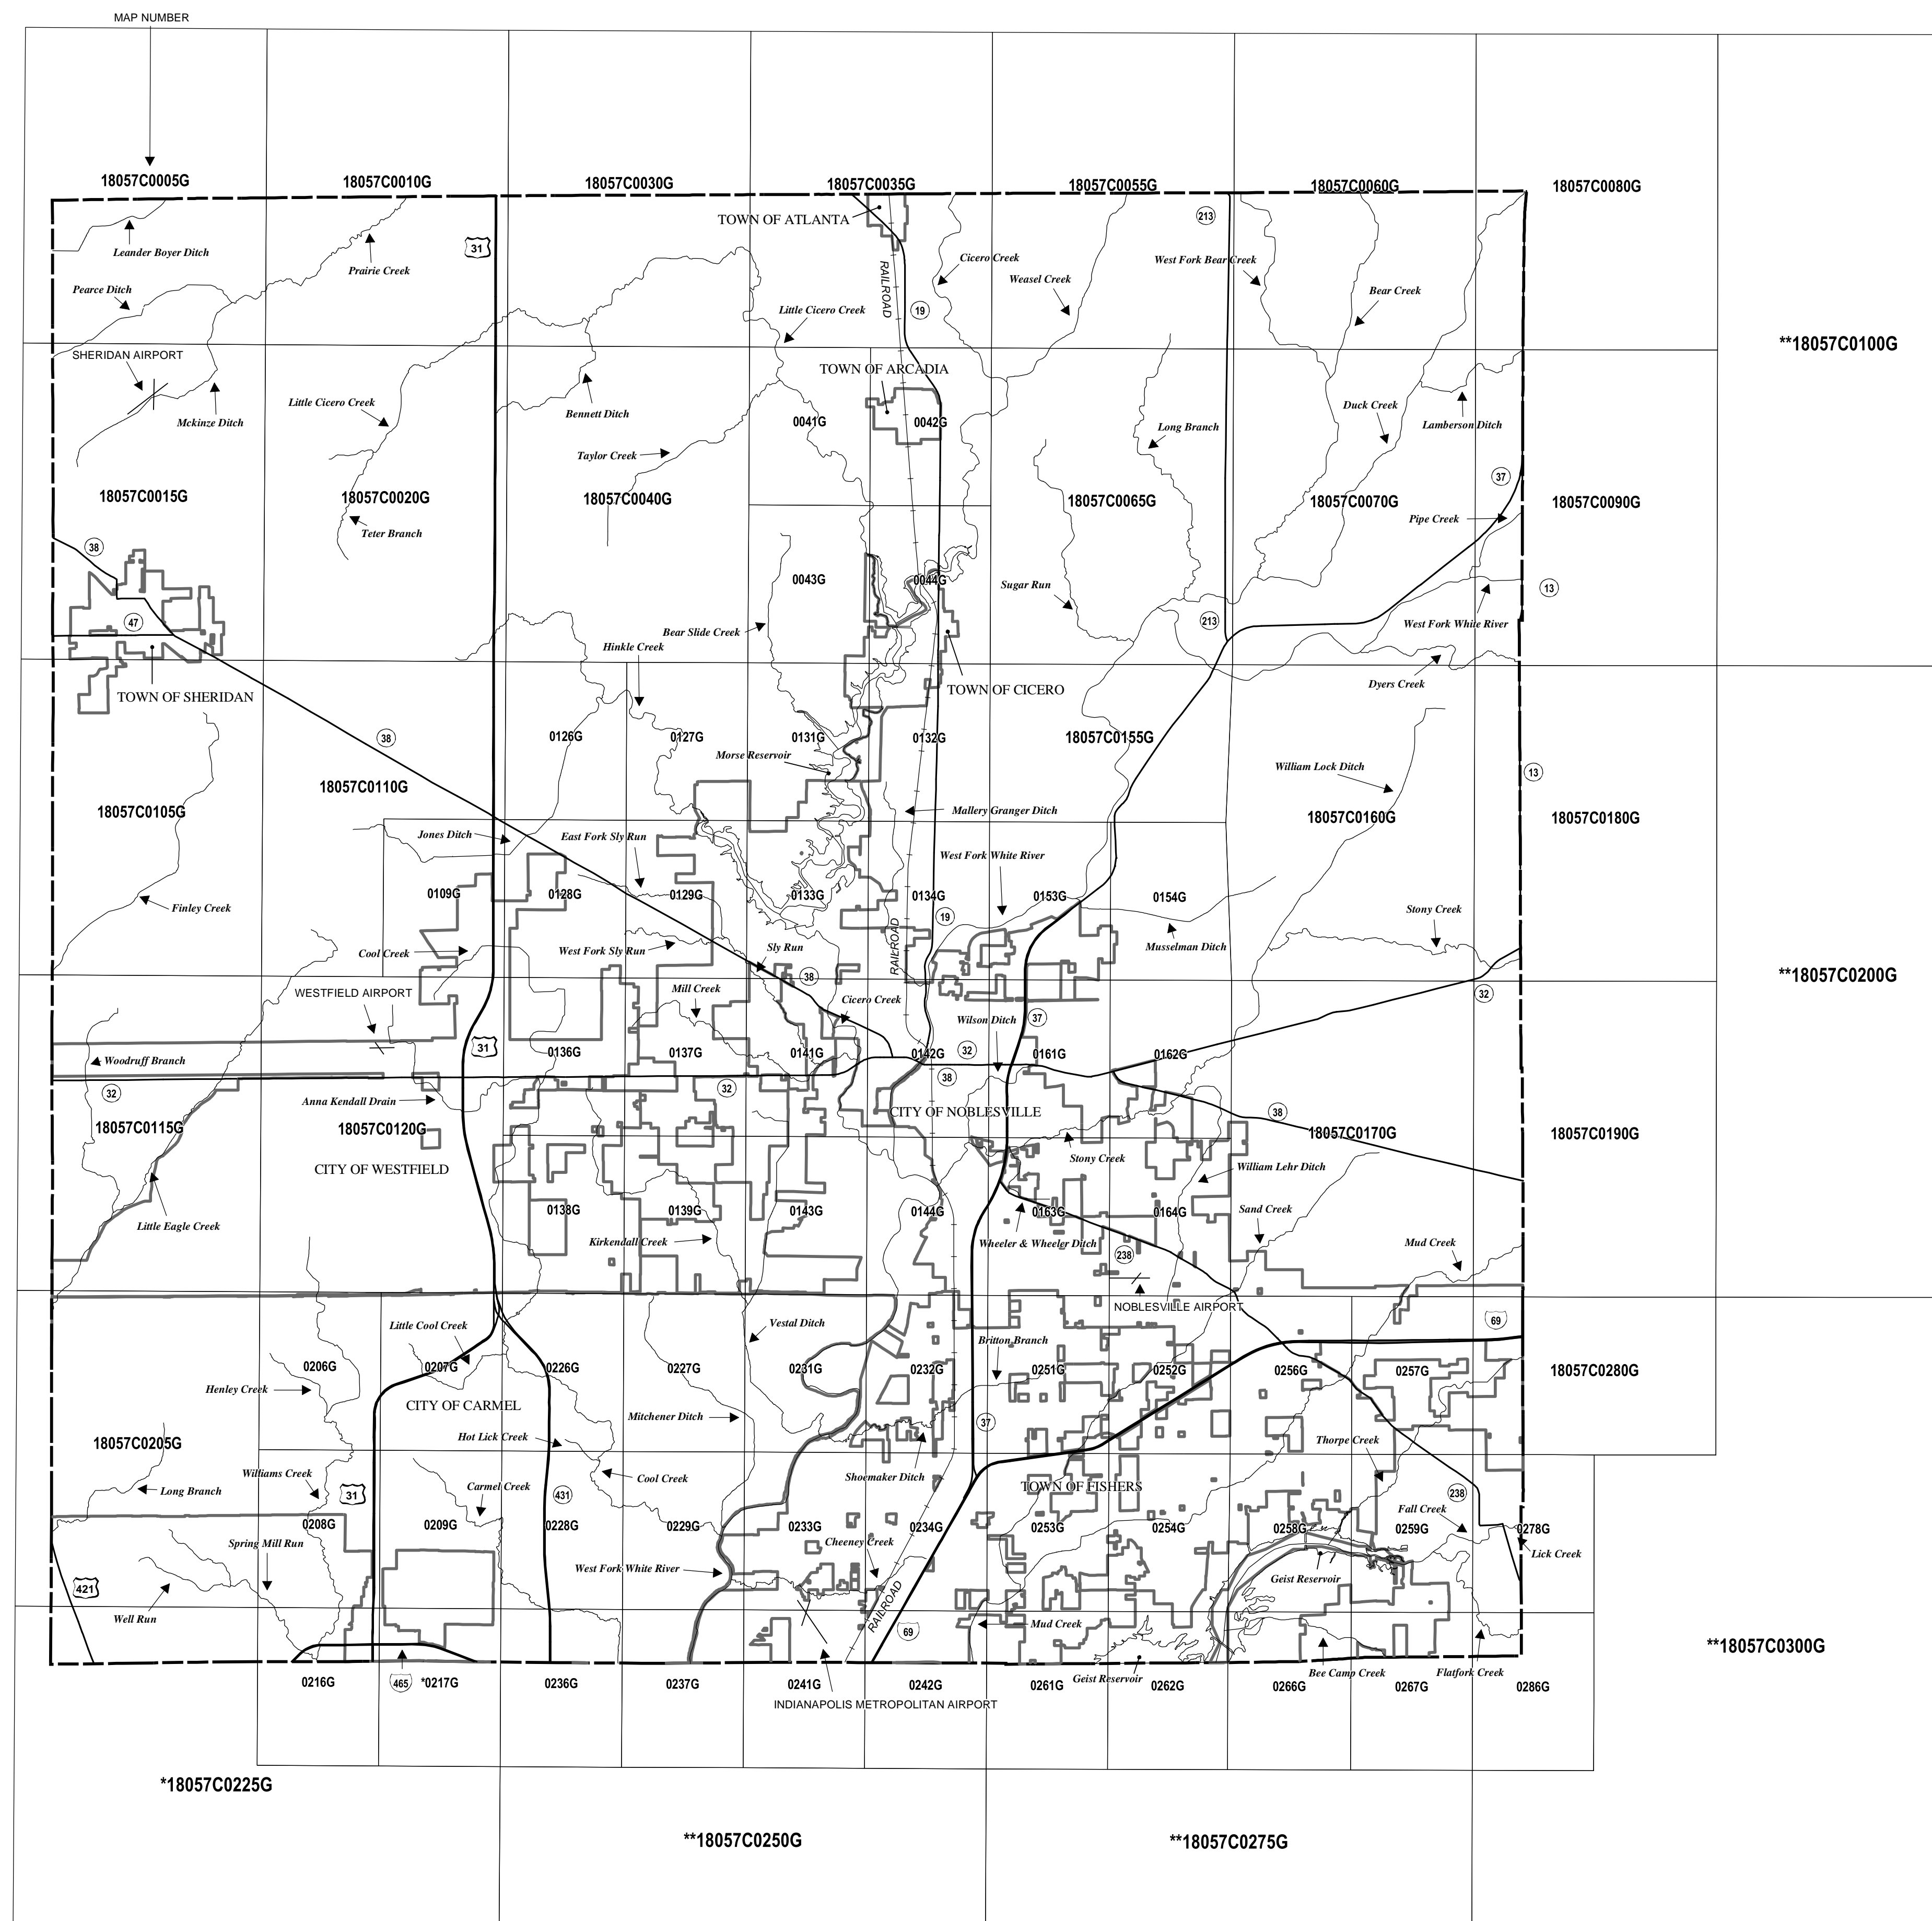 MAP NUMBER
18057C0005G
18057C0010G
18057C0030G
18057C0035G
18057C0055G
18057C0060G
18057C0080G
TOWN OF ATLANTA
213
31
Leander Boyer Ditch
Prairie Creek
Cicero Creek
West Fork Bear Creek
RAILROAD
Weasel Creek
Pearce Ditch
Bear Creek
Little Cicero Creek
19
**18057C0100G
SHERIDAN AIRPORT
TOWN OF ARCADIA
Little Cicero Creek
Duck Creek
Bennett Ditch
Mckinze Ditch
0041G
0042G
Long Branch
Lamberson Ditch
Taylor Creek
37
18057C0015G
18057C0020G
18057C0040G
18057C0065G
18057C0070G
18057C0090G
Pipe Creek
Teter Branch
38
0043G
0044G
Sugar Run
13
47
213
West Fork White River
Bear Slide Creek
Hinkle Creek
Dyers Creek
TOWN OF CICERO
TOWN OF SHERIDAN
38
0126G
0127G
0131G
0132G
18057C0155G
Morse Reservoir
William Lock Ditch
13
18057C0110G
18057C0105G
Mallery Granger Ditch
18057C0160G
18057C0180G
Jones Ditch
East Fork Sly Run
West Fork White River
0109G
0128G
0129G
0133G
0134G
0153G
0154G
Finley Creek
19
Stony Creek
Cool Creek
West Fork Sly Run
Sly Run
RAILROAD
Musselman Ditch
38
**18057C0200G
WESTFIELD AIRPORT
Mill Creek
Cicero Creek
32
Wilson Ditch
37
31
0136G
0137G
0141G
0142G
32
0161G
0162G
Woodruff Branch
38
32
32
Anna Kendall Drain
CITY OF NOBLESVILLE
38
18057C0115G
18057C0120G
18057C0170G
18057C0190G
CITY OF WESTFIELD
Stony Creek
William Lehr Ditch
Little Eagle Creek
0138G
0139G
0143G
0144G
0163G
0164G
Sand Creek
Kirkendall Creek
Wheeler & Wheeler Ditch
Mud Creek
238
NOBLESVILLE AIRPORT
Little Cool Creek
Vestal Ditch
69
Britton Branch
0206G
0207G
0226G
0227G
0231G
0232G
0251G
0252G
0256G
0257G
18057C0280G
Henley Creek
CITY OF CARMEL
Mitchener Ditch
37
18057C0205G
Hot Lick Creek
Thorpe Creek
Williams Creek
Cool Creek
Shoemaker Ditch
Long Branch
Carmel Creek
TOWN OF FISHERS
31
431
238
Fall Creek
0208G
0209G
0228G
0229G
0233G
0234G
0253G
0254G
0258G
0259G
0278G
Spring Mill Run
Cheeney Creek
Lick Creek
West Fork White River
Geist Reservoir
421
RAILROAD
Well Run
69
Mud Creek
**18057C0300G
0216G
465
*0217G
0236G
0237G
0241G
0242G
0261G
Geist Reservoir
0262G
0266G
Bee Camp Creek
0267G
Flatfork Creek
0286G
INDIANAPOLIS METROPOLITAN AIRPORT
*18057C0225G
**18057C0250G
**18057C0275G